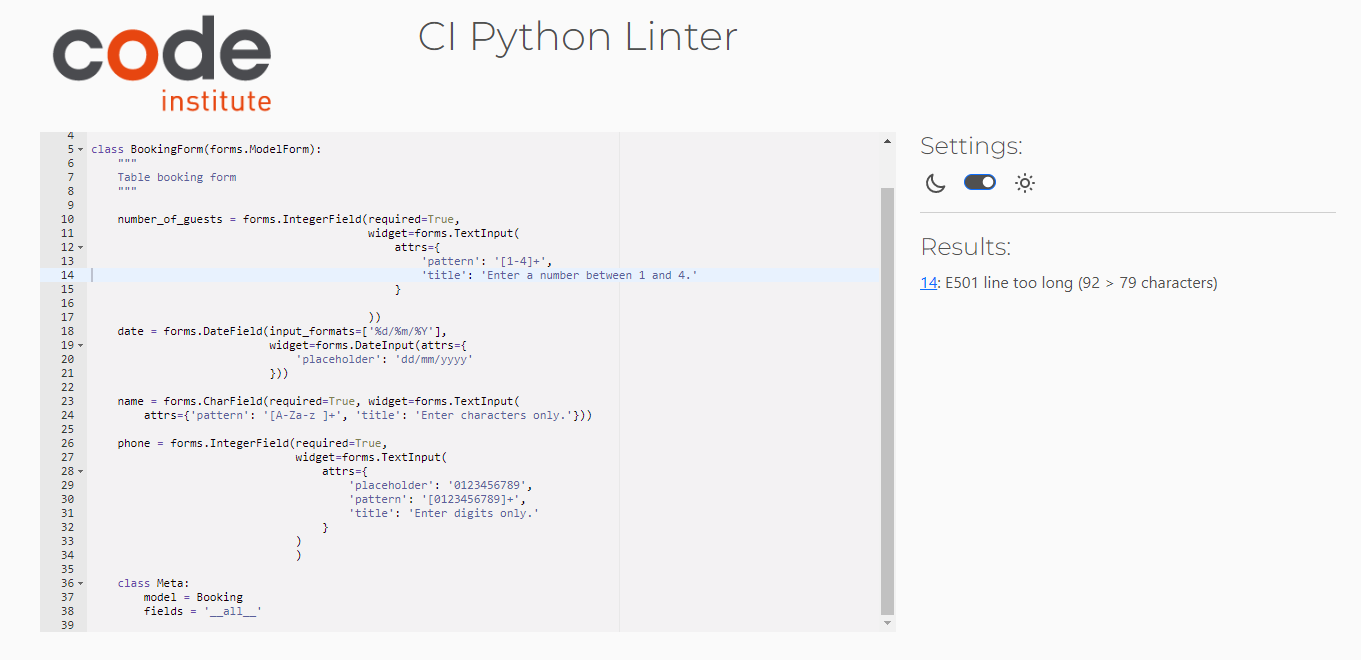 code
institute
CI Python Linter
4
5 class BookingForm(forms.ModelForm):
6     """
7     Table booking form
8     """
9
10     number_of_guests = forms.IntegerField(required=True,
11                                           widget=forms.TextInput(
12                                               attrs={
13                                                   'pattern': '[1-4]+',
14                                                   'title': 'Enter a number between 1 and 4.'
15                                               }
16
17                                           ))
18     date = forms.DateField(input_formats=['%d/%m/%Y'],
19                            widget=forms.DateInput(attrs={
20                                'placeholder': 'dd/mm/yyyy'
21                            }))
22
23     name = forms.CharField(required=True, widget=forms.TextInput(
24         attrs={'pattern': '[A-Za-z ]+', 'title': 'Enter characters only.'}))
25
26     phone = forms.IntegerField(required=True,
27                                widget=forms.TextInput(
28                                    attrs={
29                                        'placeholder': '0123456789',
30                                        'pattern': '[0123456789]+',
31                                        'title': 'Enter digits only.'
32                                    }
33                                )
34                                )
35
36     class Meta:
37         model = Booking
38         fields = '__all__'
39
Settings:
Results:
14: E501 line too long (92 > 79 characters)